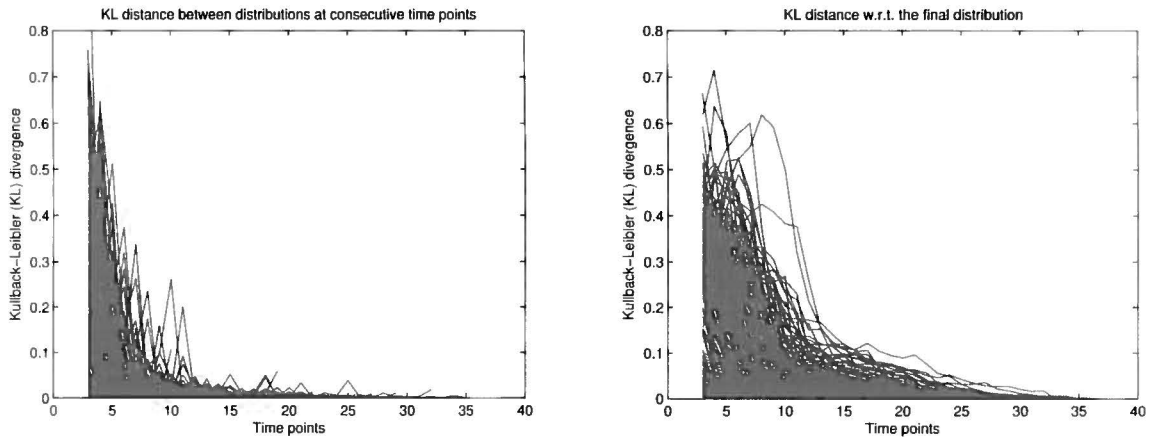 KL distance between distributions at consecutive time points
0.8
0.7
0.6
0.5
0.4
0.3
0.2
0.1
0
Kullback-Leibler (KL) divergence
0 5 10 15 20 25 30 35 40
Time points
KL distance w.r.t. the final distribution
0.8
0.7
0.6
0.5
0.4
0.3
0.2
0.1
0
Kullback-Leibler (KL) divergence
0 5 10 15 20 25 30 35 40
Time points